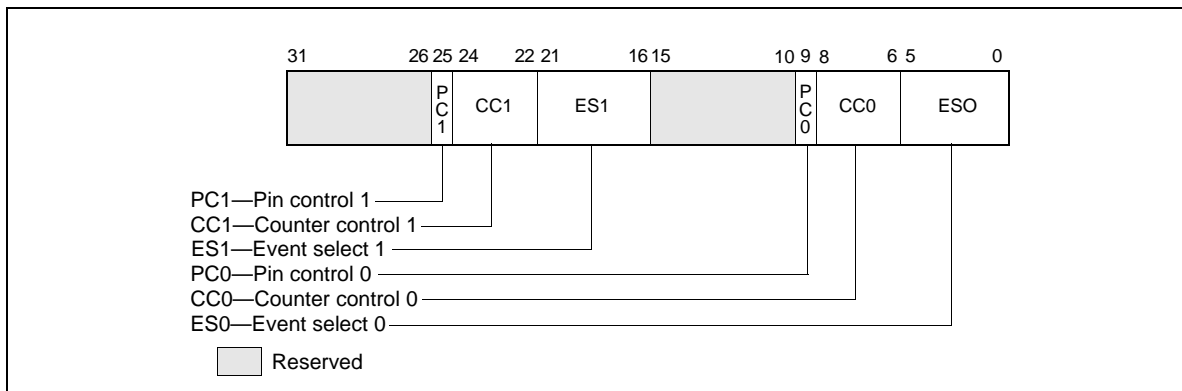 31 26 25 24 22 21 16 15 10 9 8 6 5 0
PC1 CC1 ES1 PC0 CC0 ESO
PC1—Pin control 1
CC1—Counter control 1
ES1—Event select 1
PC0—Pin control 0
CC0—Counter control 0
ES0—Event select 0
Reserved